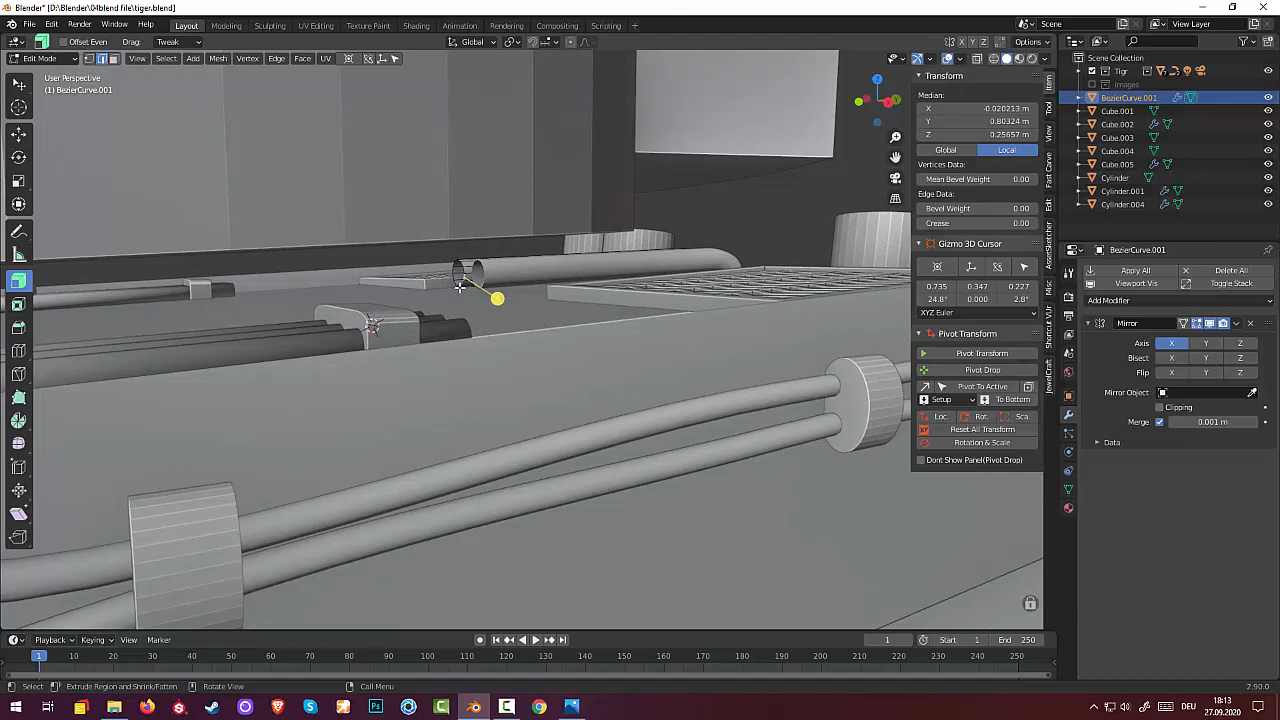 Blender* [D:\Blender\04blend file\tiger.blend]
File Edit Render Window Help Layout Modeling Sculpting UV Editing Texture Paint Shading Animation Rendering Compositing Scripting + Scene View Layer
Offset Even Drag: Tweak Global X Y Z Options
Edit Mode View Select Add Mesh Vertex Edge Face UV
User Perspective
(1) BezierCurve.001
Transform
Median:
X -0.020213 m
Y 0.80324 m
Z 0.25657 m
Global Local
Vertices Data:
Mean Bevel Weight 0.00
Edge Data:
Bevel Weight 0.00
Crease 0.00
Gizmo 3D Cursor
0.735 0.347 0.227
24.8° 0.000 2.8°
XYZ Euler
Pivot Transform
Pivot Transform
Pivot Drop
Pivot To Active
Setup To Bottom
Loc. Rot. Sca.
Reset All Transform
Rotation & Scale
Dont Show Panel(Pivot Drop)
Item
Tool
View
Fast Carve
Edit
AssetSketcher
Misc
Shortcut VUr
JewelCraft
Scene Collection
Tigr
Images
BezierCurve.001
Cube.001
Cube.002
Cube.003
Cube.004
Cube.005
Cylinder
Cylinder.001
Cylinder.004
BezierCurve.001
Apply All Delete All
Viewport Vis Toggle Stack
Add Modifier
Mirror
Axis X Y Z
Bisect X Y Z
Flip X Y Z
Mirror Object
Clipping
Merge 0.001 m
Data
Playback Keying View Marker 1 Start 1 End 250
1 10 20 30 40 50 60 70 80 90 100 110 120 130 140 150 160 170 180 190 200 210 220 230 240 250
Select Extrude Region and Shrink/Fatten Rotate View Call Menu 2.90.0
DEU 18:13
27.09.2020